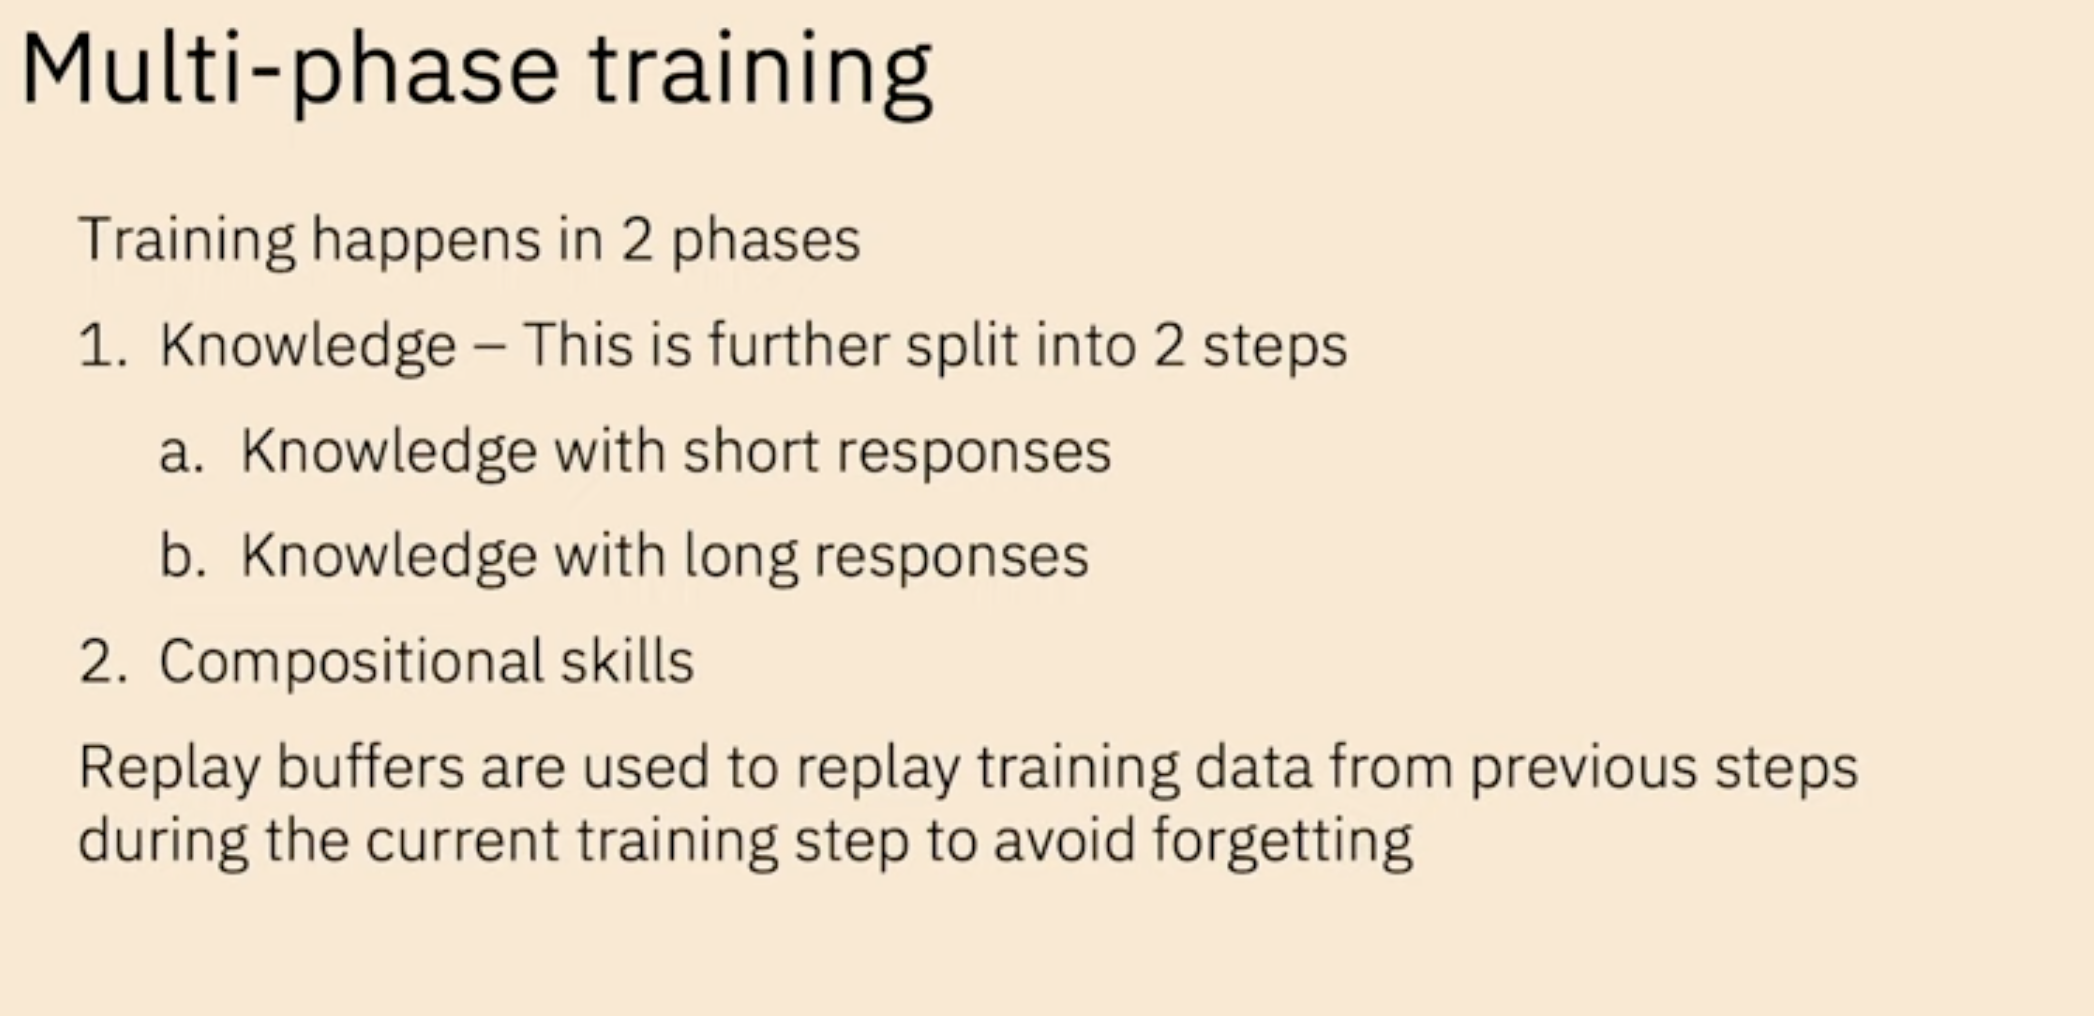 Multi-phase training
Training happens in 2 phases
1. Knowledge – This is further split into 2 steps
a. Knowledge with short responses
b. Knowledge with long responses
2. Compositional skills
Replay buffers are used to replay training data from previous steps
during the current training step to avoid forgetting